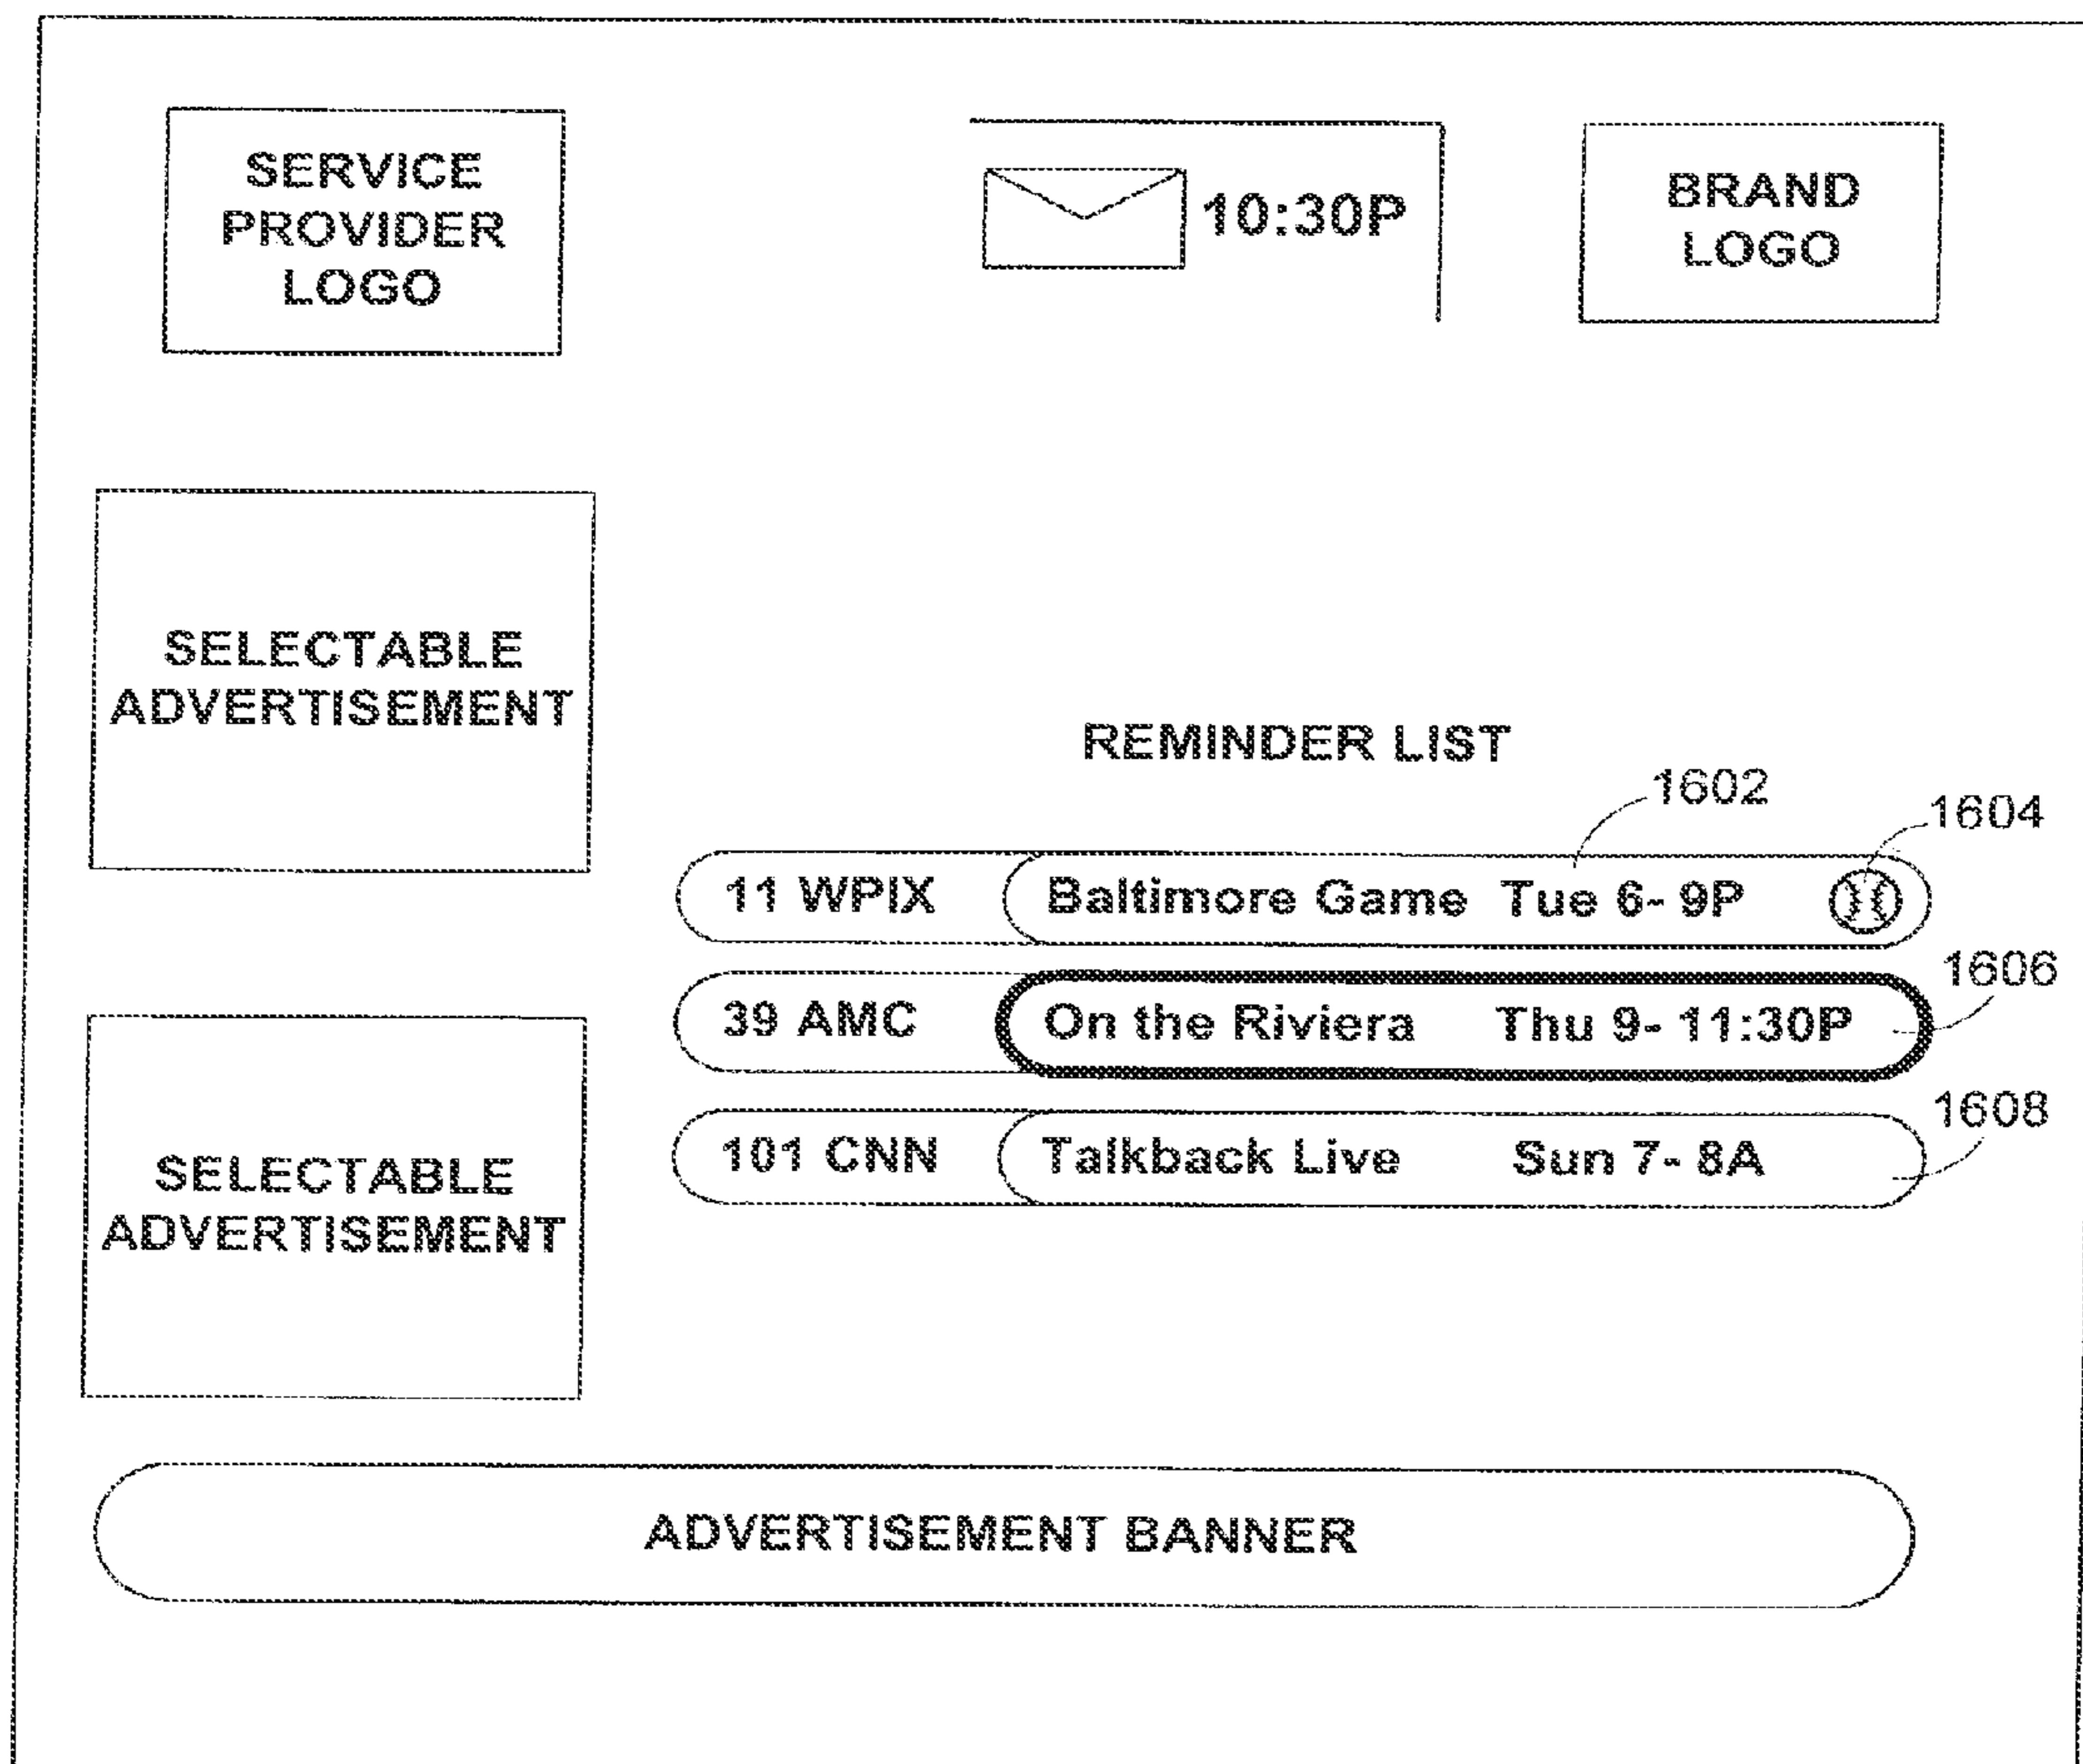 SERVICE
PROVIDER
LOGO
10:30P
BRAND
LOGO
SELECTABLE
ADVERTISEMENT
REMINDER LIST
1602
1604
11 WPIX Baltimore Game Tue 6- 9P
1606
39 AMC On the Riviera Thu 9- 11:30P
1608
101 CNN Talkback Live Sun 7- 8A
SELECTABLE
ADVERTISEMENT
ADVERTISEMENT BANNER